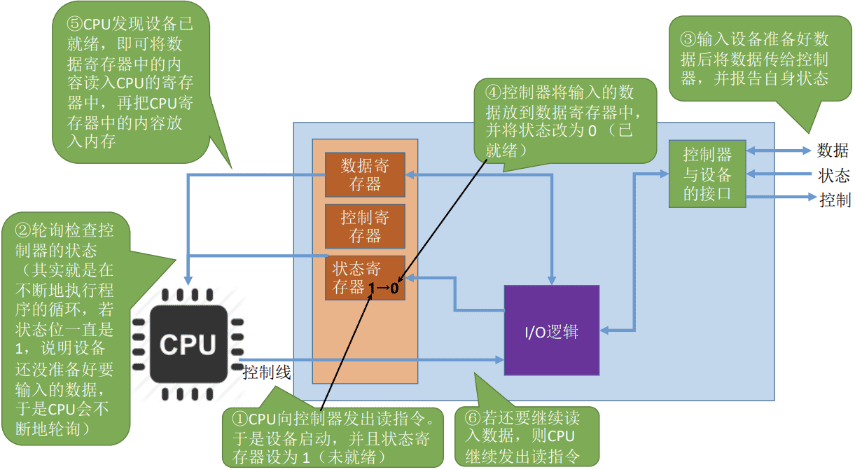 ⑤CPU发现设备已
就绪，即可将数
据寄存器中的内
容读入CPU的寄存
器中，再把CPU寄
存器中的内容放
入内存
③输入设备准备好数
据后将数据传给控制
器，并报告自身状态
④控制器将输入的数
据放到数据寄存器中，
并将状态改为 0（已
就绪）
数据寄
存器
控制寄
存器
状态寄
存器 1→0
控制器
与设备
的接口
数据
状态
控制
②轮询检查控
制器的状态
（其实就是在
不断地执行程
序的循环，若
状态位一直是
1，说明设备
还没准备好要
输入的数据，
于是CPU会不
断地轮询）
CPU
控制线
I/O逻辑
①CPU向控制器发出读指令。
于是设备启动，并且状态寄
存器设为 1（未就绪）
⑥若还要继续读
入数据，则CPU
继续发出读指令